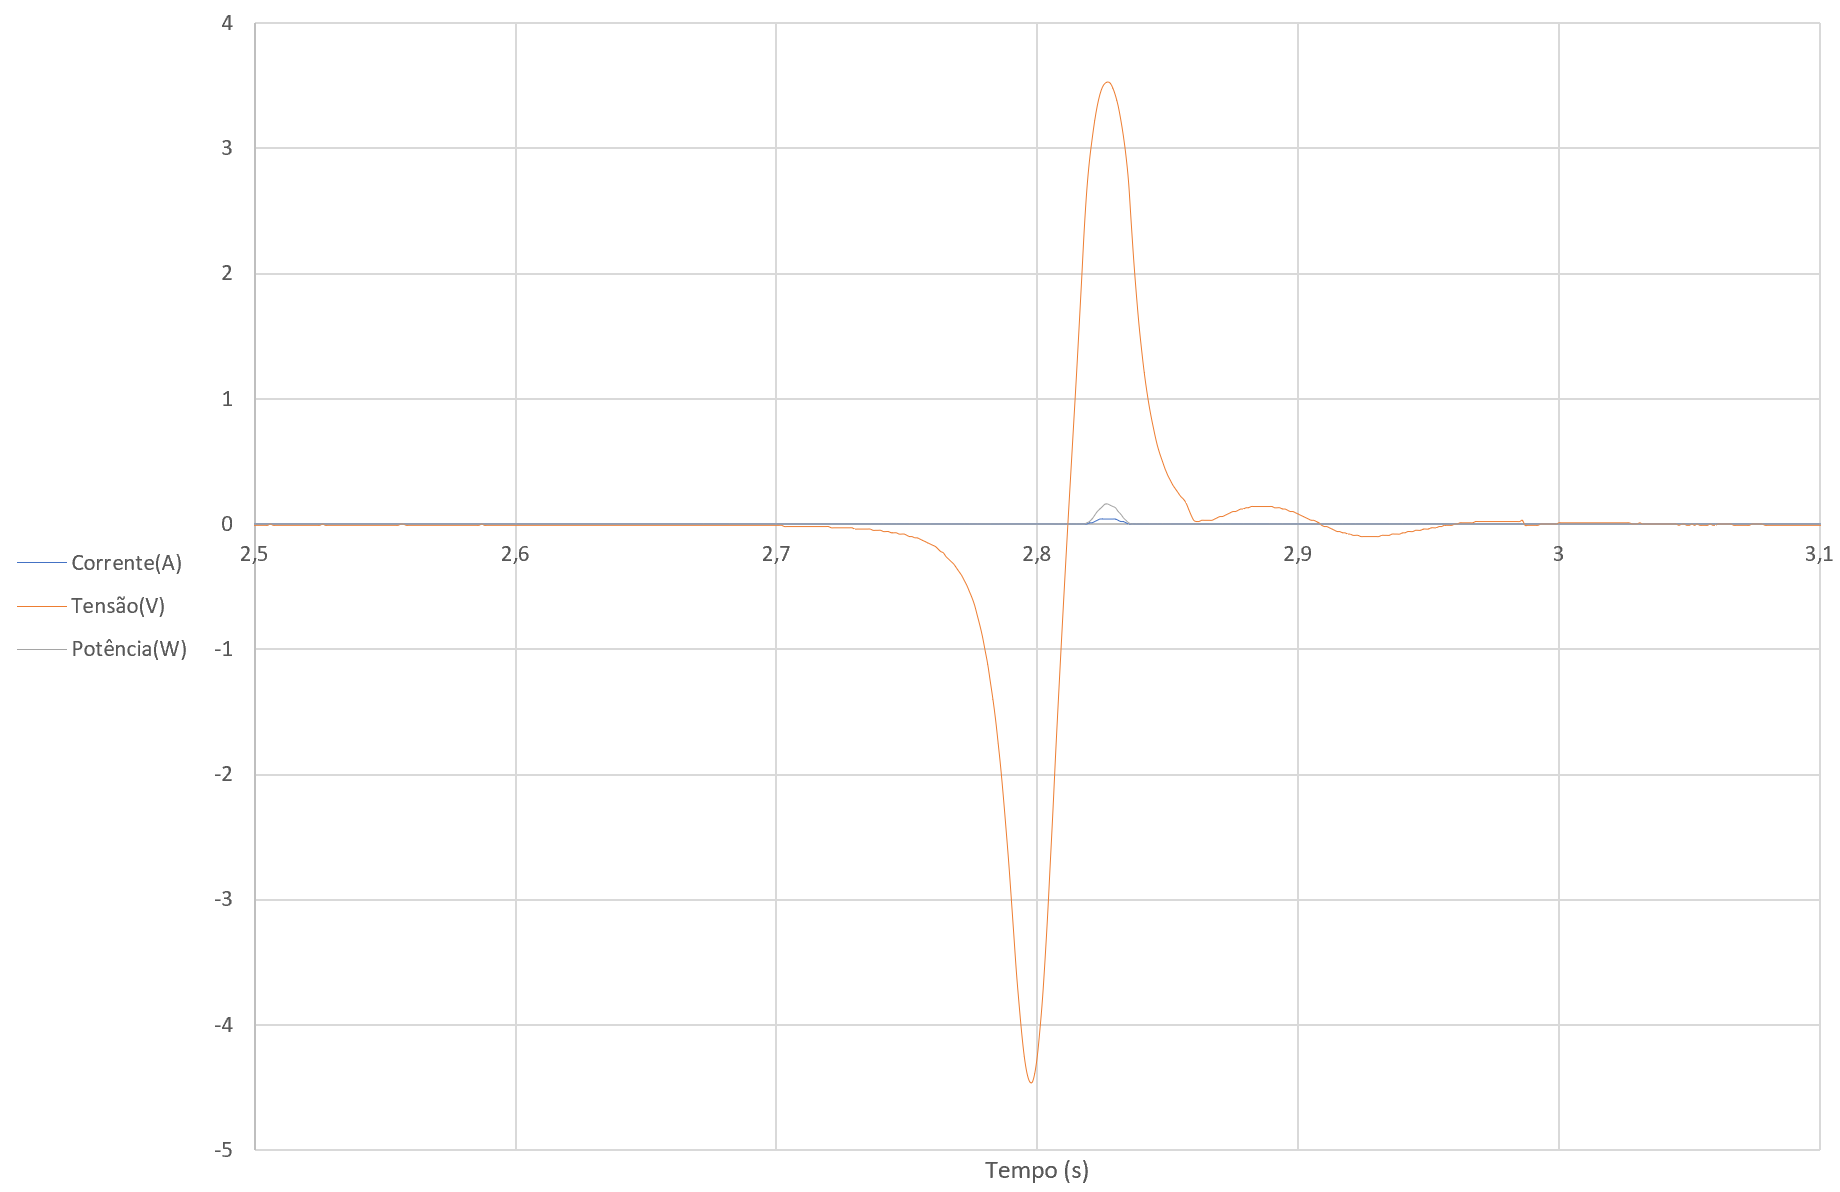 4
3
2
1
0
-1
-2
-3
-4
-5
2,5 2,6 2,7 2,8 2,9 3 3,1
Corrente(A)
Tensão(V)
Potência(W)
Tempo (s)